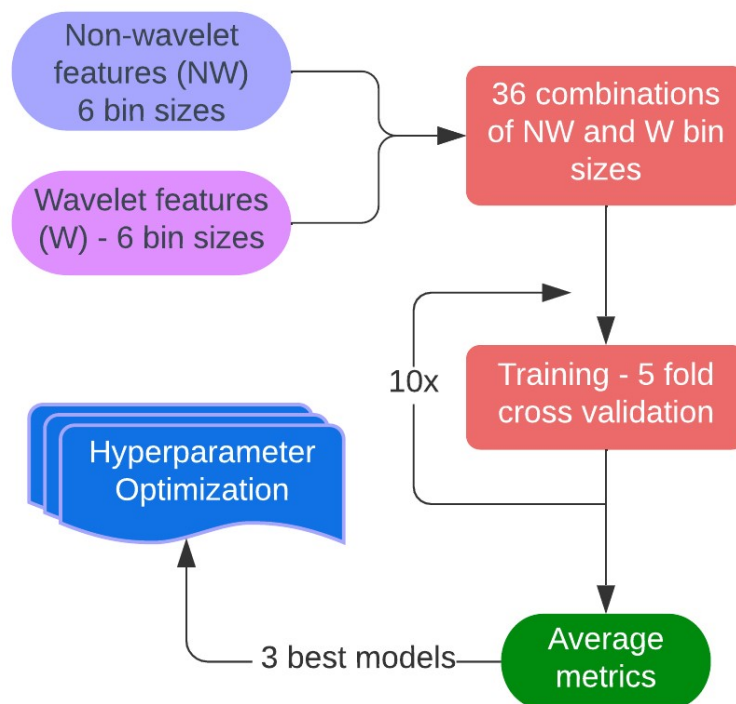 Non-wavelet
features (NW)
6 bin sizes
Wavelet features
(W) - 6 bin sizes
36 combinations
of NW and W bin
sizes
10x
Training - 5 fold
cross validation
Hyperparameter
Optimization
3 best models
Average
metrics